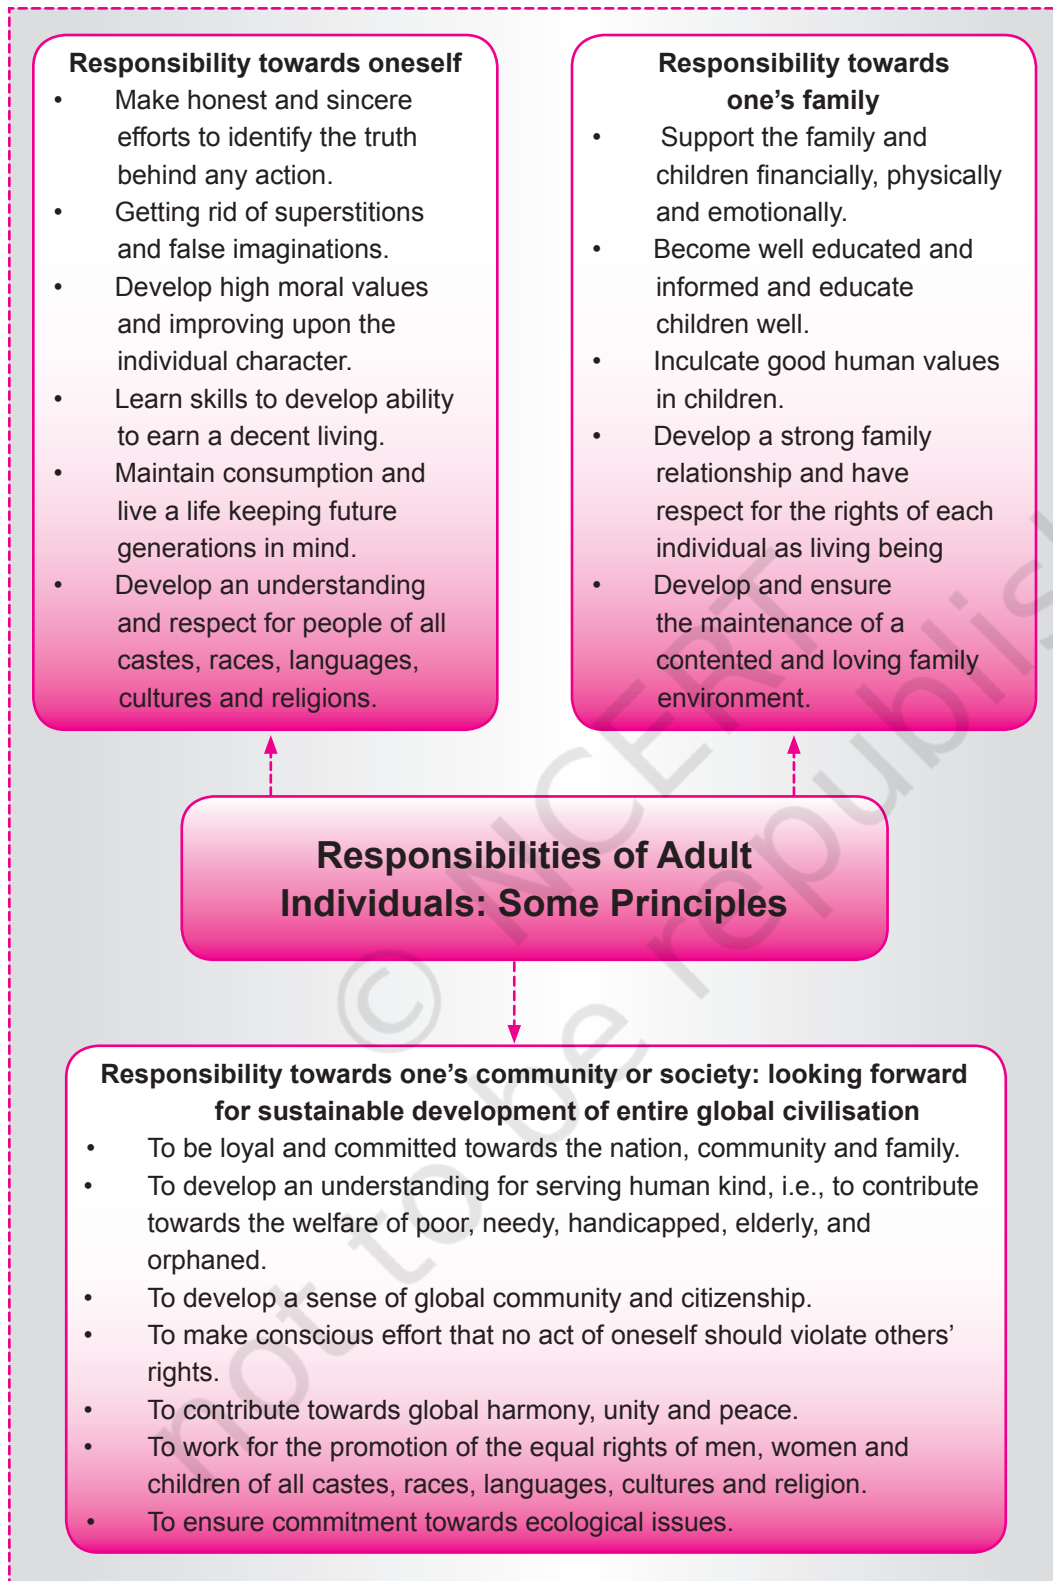 Responsibility towards oneself
• Make honest and sincere
efforts to identify the truth
behind any action.
• Getting rid of superstitions
and false imaginations.
• Develop high moral values
and improving upon the
individual character.
• Learn skills to develop ability
to earn a decent living.
• Maintain consumption and
live a life keeping future
generations in mind.
• Develop an understanding
and respect for people of all
castes, races, languages,
cultures and religions.
Responsibility towards
one’s family
• Support the family and
children financially, physically
and emotionally.
• Become well educated and
informed and educate
children well.
• Inculcate good human values
in children.
• Develop a strong family
relationship and have
respect for the rights of each
individual as living being
• Develop and ensure
the maintenance of a
contented and loving family
environment.
Responsibilities of Adult
Individuals: Some Principles
Responsibility towards one’s community or society: looking forward
for sustainable development of entire global civilisation
• To be loyal and committed towards the nation, community and family.
• To develop an understanding for serving human kind, i.e., to contribute
towards the welfare of poor, needy, handicapped, elderly, and
orphaned.
• To develop a sense of global community and citizenship.
• To make conscious effort that no act of oneself should violate others’
rights.
• To contribute towards global harmony, unity and peace.
• To work for the promotion of the equal rights of men, women and
children of all castes, races, languages, cultures and religion.
• To ensure commitment towards ecological issues.
© NCERT
not to be republish